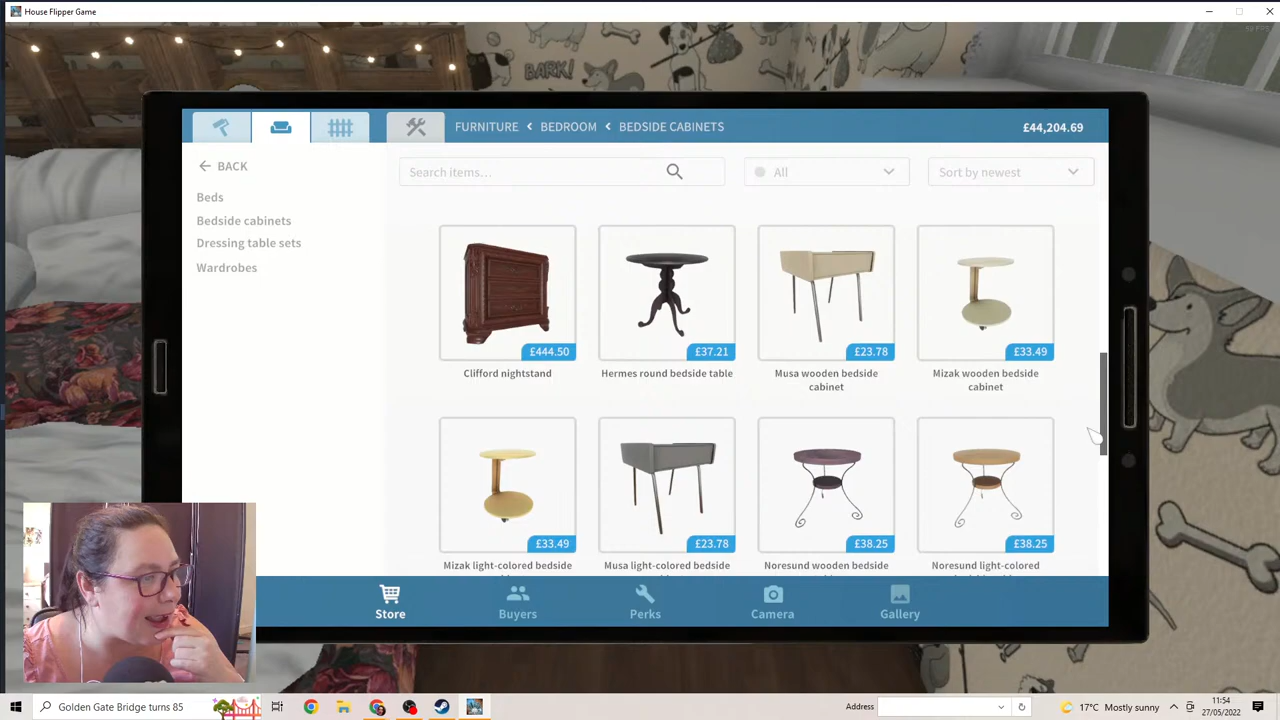 House Flipper Game
BARK!
FURNITURE < BEDROOM < BEDSIDE CABINETS
£44,204.69
BACK
Search items...
All
Sort by newest
Beds
Bedside cabinets
Dressing table sets
Wardrobes
£444.50
£37.21
£23.78
£33.49
Clifford nightstand
Hermes round bedside table
Musa wooden bedside
cabinet
Mizak wooden bedside
cabinet
£33.49
£23.78
£38.25
£38.25
Mizak light-colored bedside
Musa light-colored bedside
Noresund wooden bedside
Noresund light-colored
Store
Buyers
Perks
Camera
Gallery
Golden Gate Bridge turns 85
Address
17°C Mostly sunny
11:54
27/05/2022